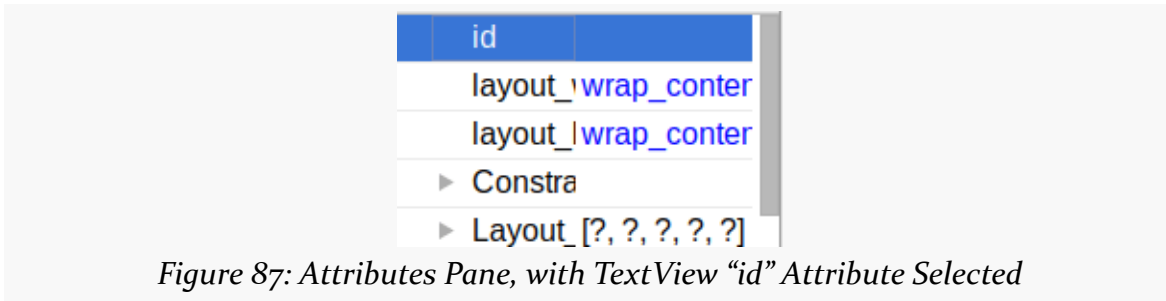 id
layout_ wrap_conter
layout_ wrap_conter
Constra
Layout_ [?, ?, ?, ?, ?]
Figure 87: Attributes Pane, with TextView “id” Attribute Selected